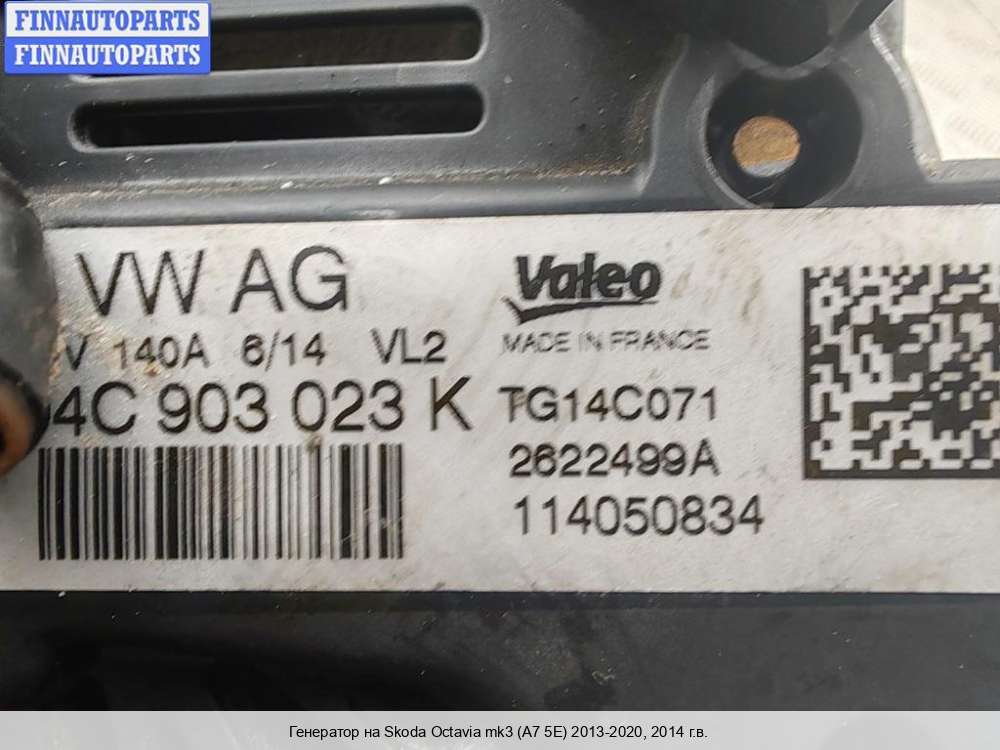 FINNAUTOPARTS
FINNAUTOPARTS
VW AG
V 140A 6/14 VL2
04C 903 023 K
Valeo
MADE IN FRANCE
TG14C071
2622499A
114050834
Генератор на Skoda Octavia mk3 (A7 5E) 2013-2020, 2014 г.в.